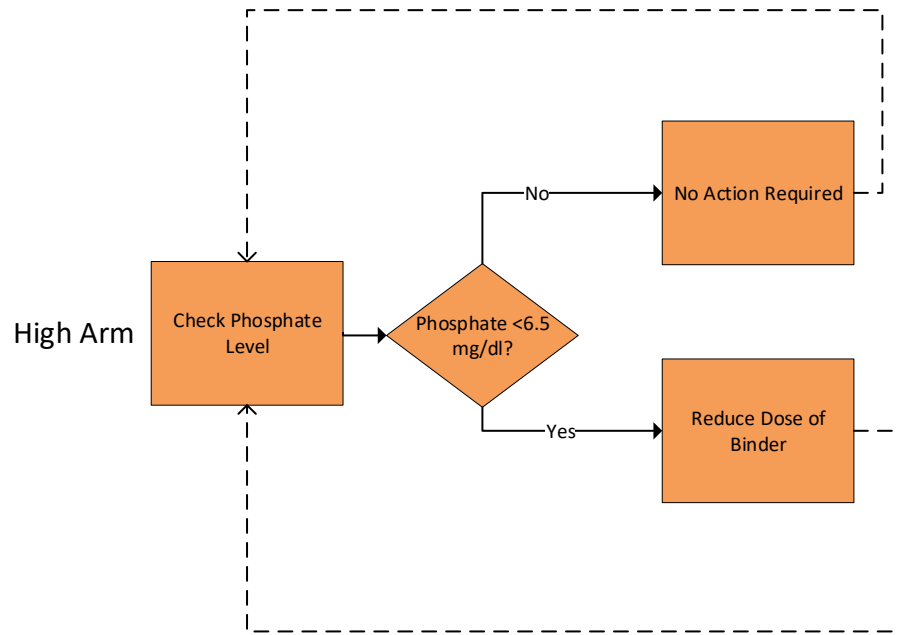 High Arm
Check Phosphate
Level
Phosphate <6.5
mg/dl?
No
No Action Required
Yes
Reduce Dose of
Binder